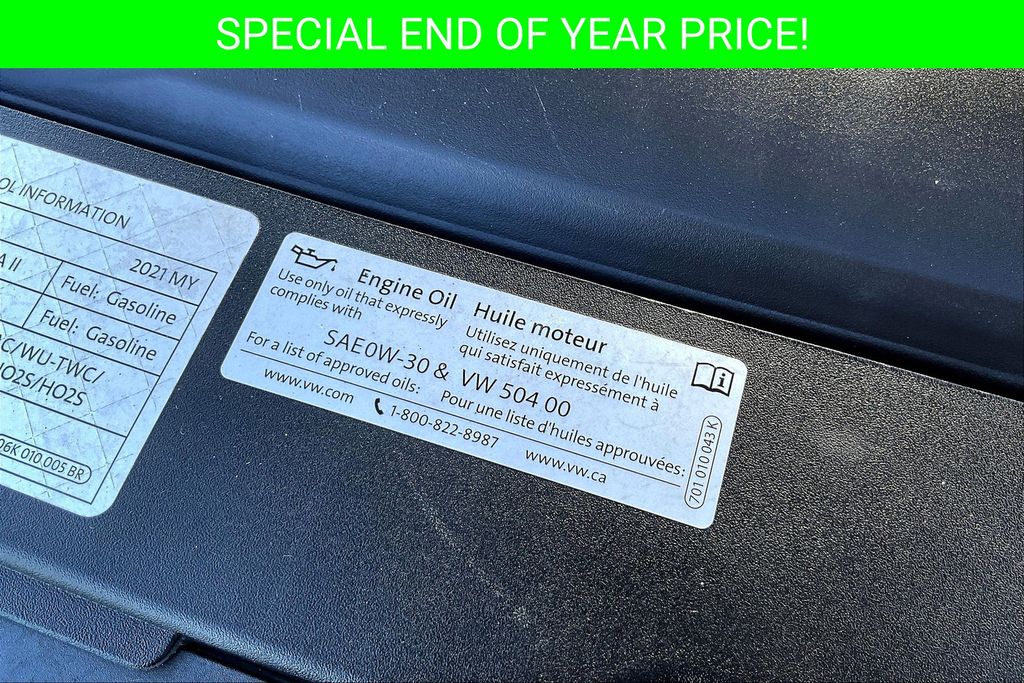 SPECIAL END OF YEAR PRICE!
OL INFORMATION
2021 MY
A II
Fuel: Gasoline
Fuel: Gasoline
C/WU-TWC/
HO2S/HO2S
06K 010.005 BR
Engine Oil
Use only oil that expressly
complies with
Huile moteur
Utilisez uniquement de l'huile
qui satisfait expressément à
SAE0W-30 & VW 504 00
For a list of approved oils:
Pour une liste d'huiles approuvées:
www.vw.com
1-800-822-8987
www.vw.ca
701 010 043 K